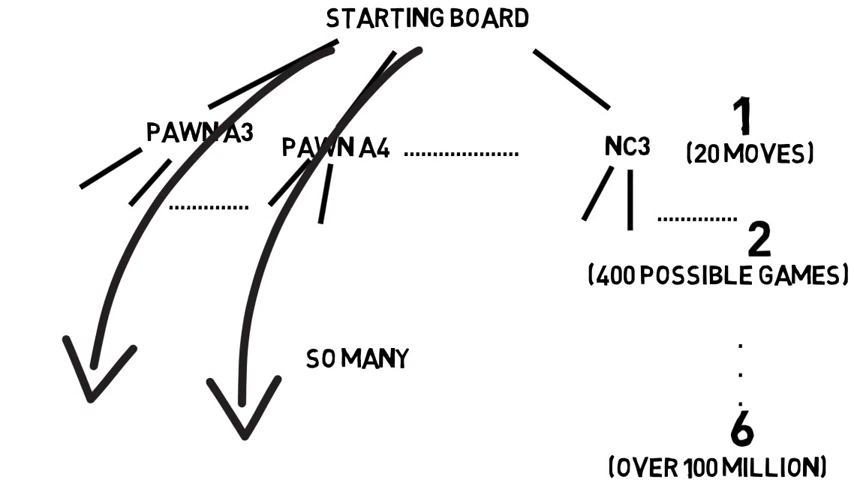 STARTING BOARD
PAWN A3
PAWN A4
NC3
1
(20 MOVES)
2
(400 POSSIBLE GAMES)
SO MANY
6
(OVER 100 MILLION)